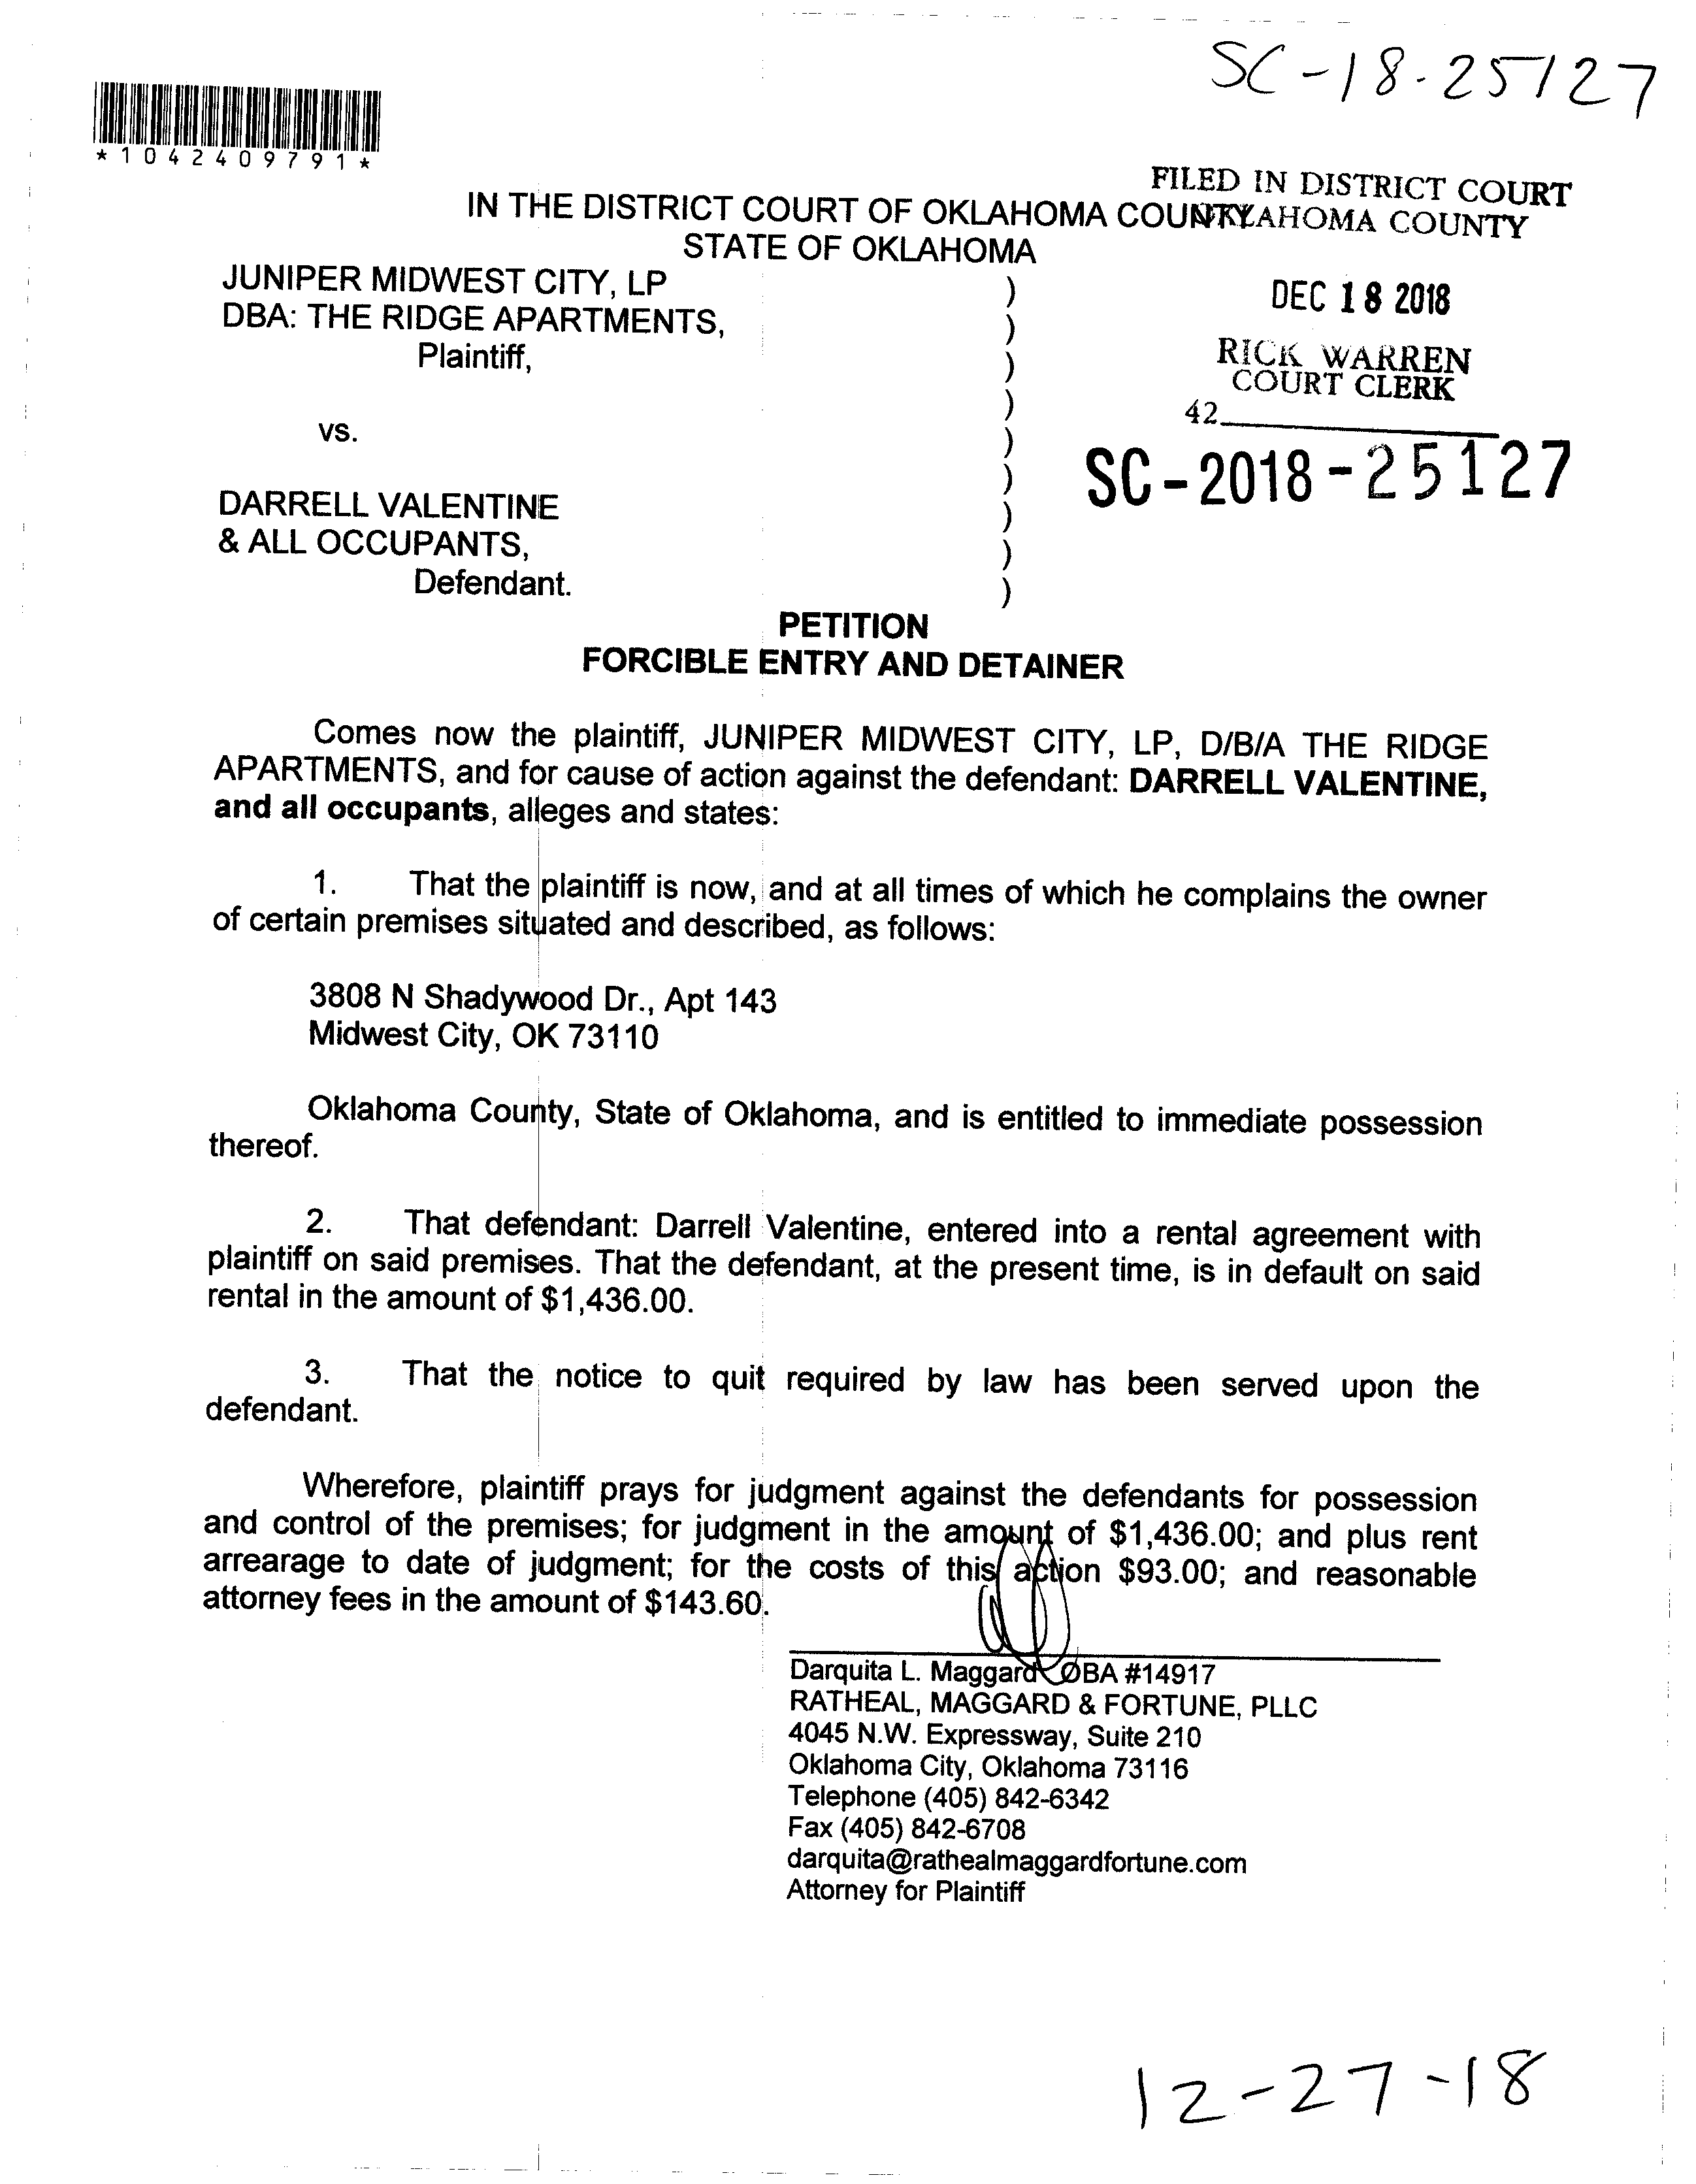 SC-18-25127
*1042409791*
FILED IN DISTRICT COURT
OKLAHOMA COUNTY
IN THE DISTRICT COURT OF OKLAHOMA COUNTY
STATE OF OKLAHOMA
JUNIPER MIDWEST CITY, LP )
DBA: THE RIDGE APARTMENTS, )
Plaintiff, )
)
vs. )
)
DARRELL VALENTINE )
& ALL OCCUPANTS, )
Defendant. )
DEC 18 2018
RICK WARREN
COURT CLERK
42
SC-2018-25127
PETITION
FORCIBLE ENTRY AND DETAINER
Comes now the plaintiff, JUNIPER MIDWEST CITY, LP, D/B/A THE RIDGE
APARTMENTS, and for cause of action against the defendant: DARRELL VALENTINE,
and all occupants, alleges and states:
1. That the plaintiff is now, and at all times of which he complains the owner
of certain premises situated and described, as follows:
3808 N Shadywood Dr., Apt 143
Midwest City, OK 73110
Oklahoma County, State of Oklahoma, and is entitled to immediate possession
thereof.
2. That defendant: Darrell Valentine, entered into a rental agreement with
plaintiff on said premises. That the defendant, at the present time, is in default on said
rental in the amount of $1,436.00.
3. That the notice to quit required by law has been served upon the
defendant.
Wherefore, plaintiff prays for judgment against the defendants for possession
and control of the premises; for judgment in the amount of $1,436.00; and plus rent
arrearage to date of judgment; for the costs of this action $93.00; and reasonable
attorney fees in the amount of $143.60.
Darquita L. Maggard OBA #14917
RATHEAL, MAGGARD & FORTUNE, PLLC
4045 N.W. Expressway, Suite 210
Oklahoma City, Oklahoma 73116
Telephone (405) 842-6342
Fax (405) 842-6708
darquita@rathealmaggardfortune.com
Attorney for Plaintiff
12-27-18